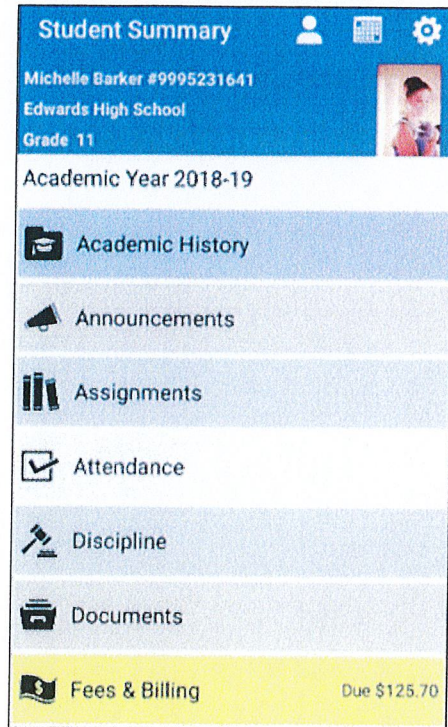 Student Summary
Michelle Barker #9995231641
Edwards High School
Grade 11
Academic Year 2018-19
Academic History
Announcements
Assignments
Attendance
Discipline
Documents
Fees & Billing Due $125.70